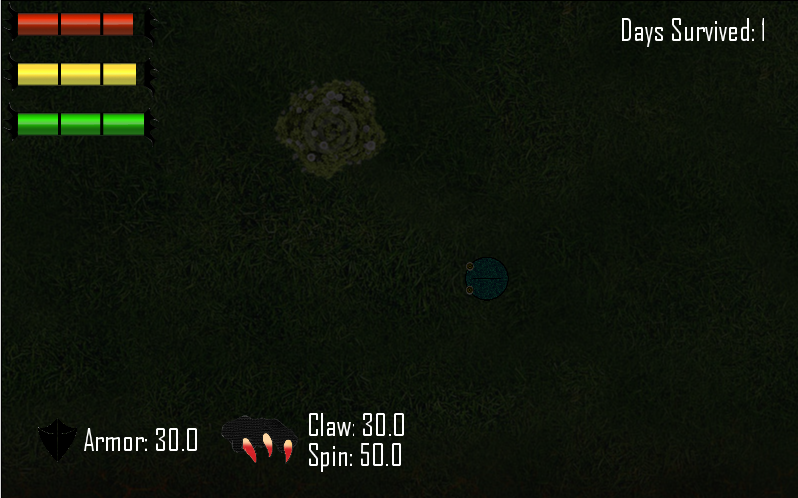 Days Survived: 1
Armor: 30.0
Claw: 30.0
Spin: 50.0